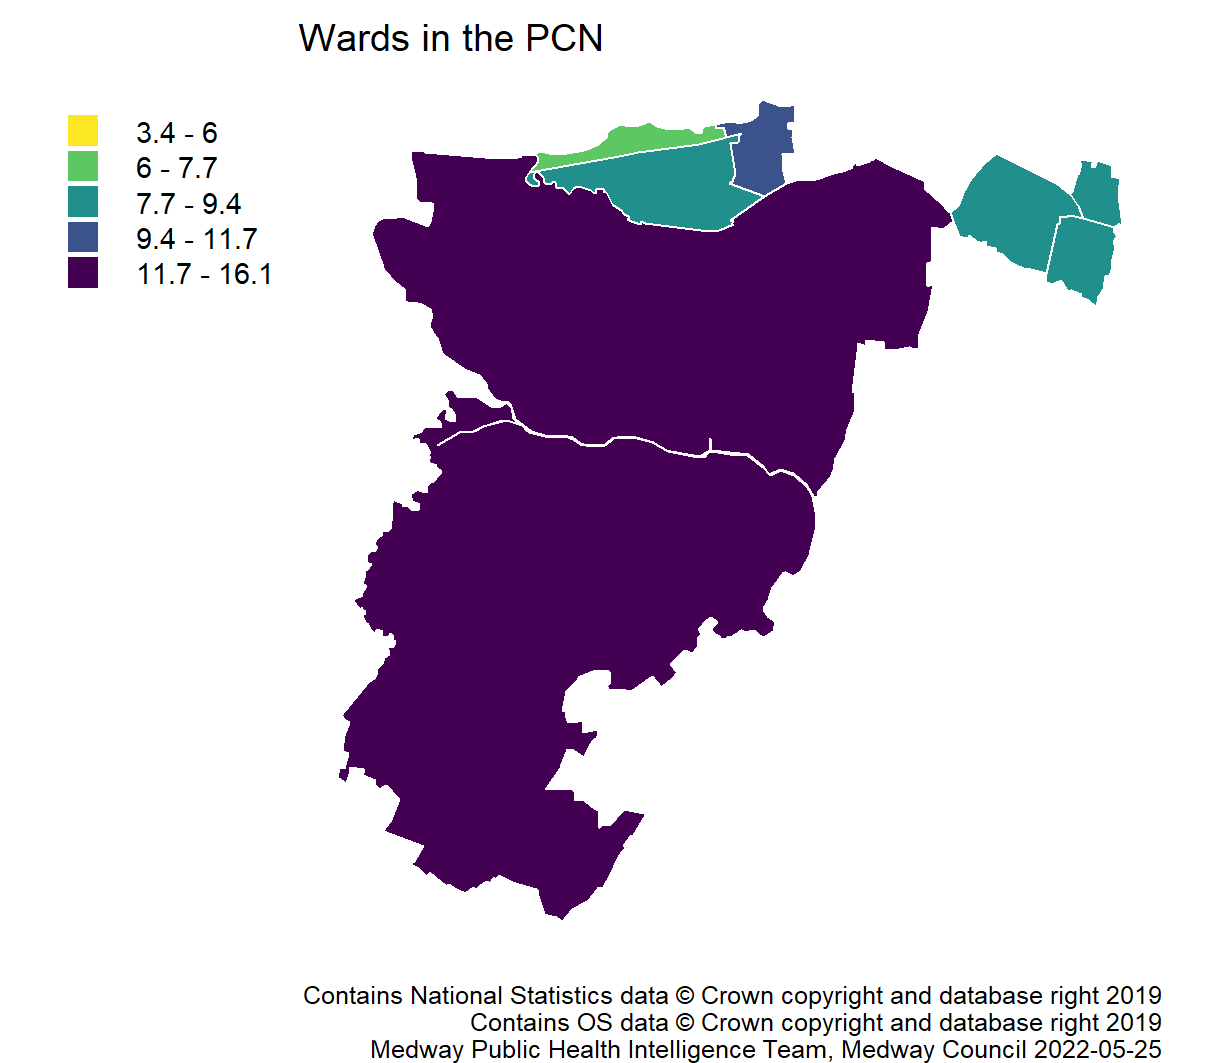 Wards in the PCN
3.4 - 6
6 - 7.7
7.7 - 9.4
9.4 - 11.7
11.7 - 16.1
Contains National Statistics data © Crown copyright and database right 2019
Contains OS data © Crown copyright and database right 2019
Medway Public Health Intelligence Team, Medway Council 2022-05-25